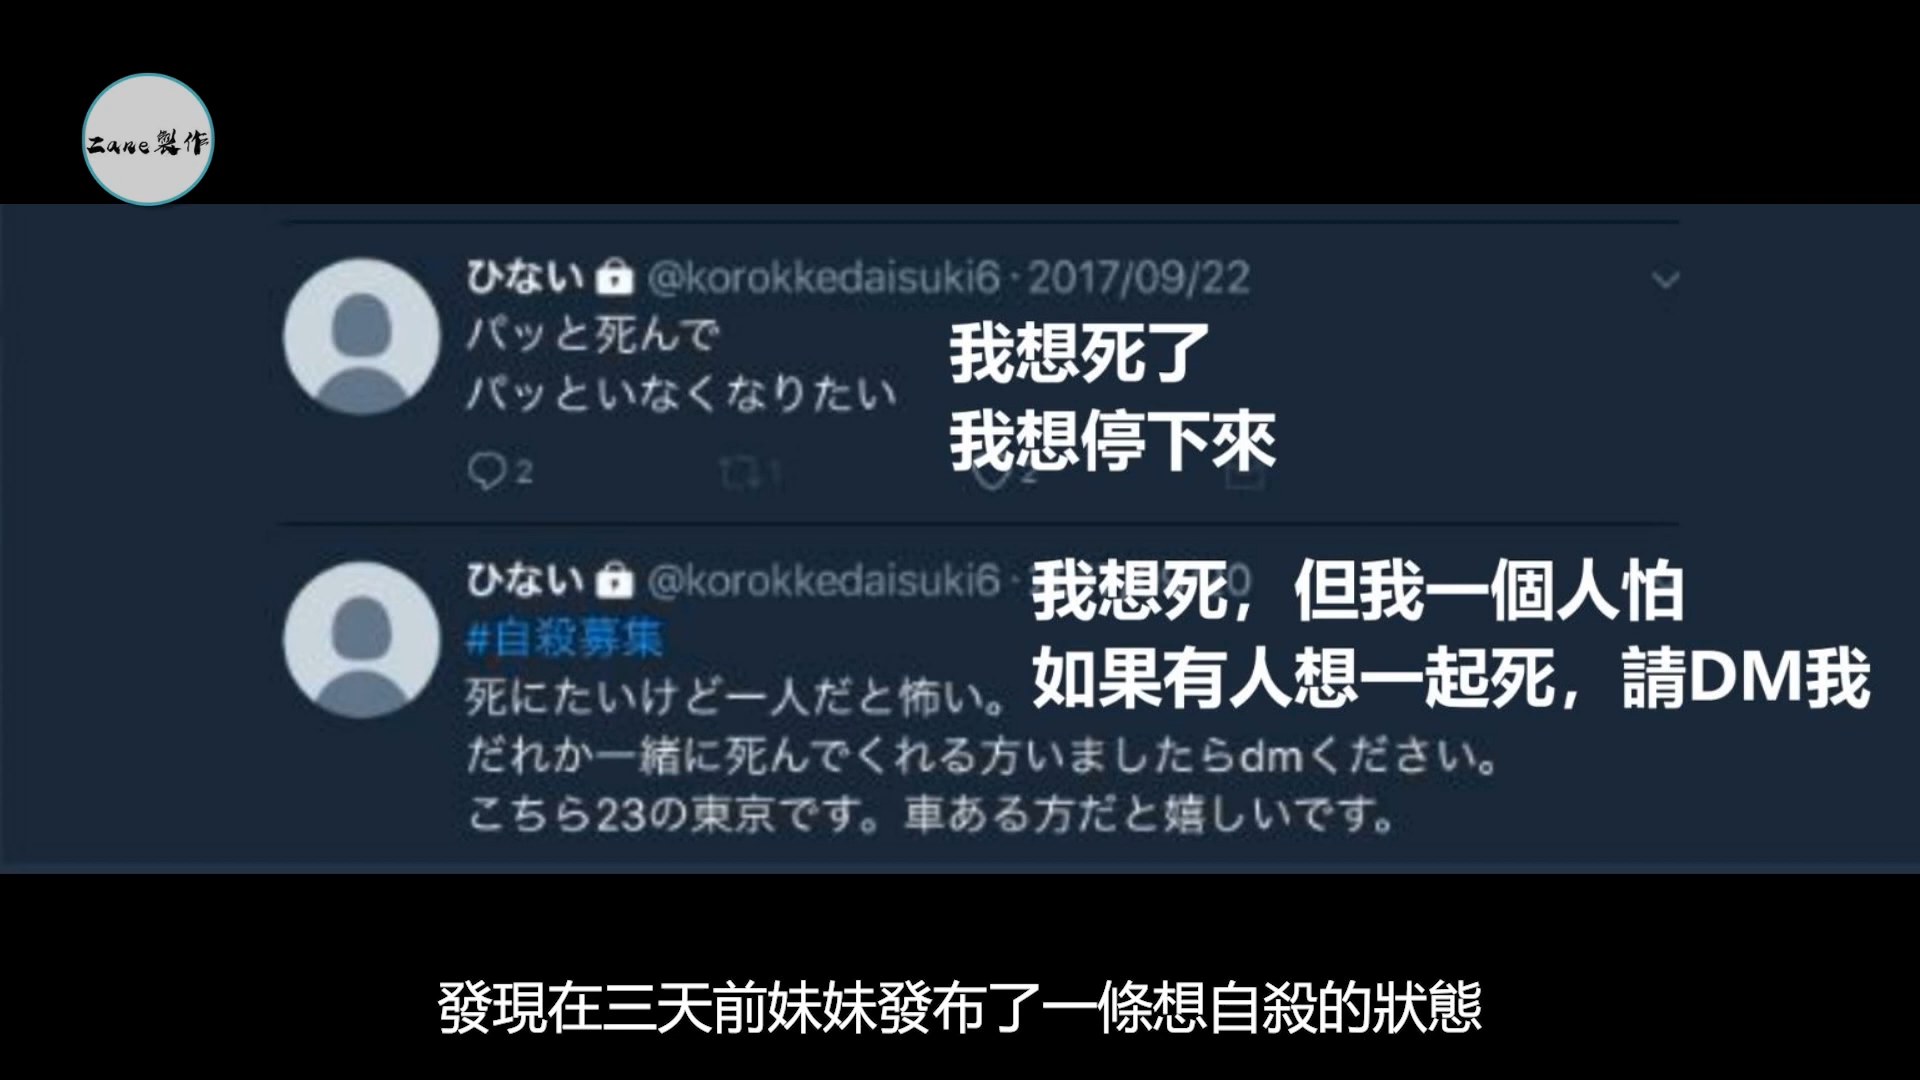 Zane製作
ひない @korokkedaisuki6・2017/09/22
パッと死んで
パッといなくなりたい
我想死了
我想停下來
2
1
2
ひない @korokkedaisuki6・
#自殺募集
死にたいけど一人だと怖い。
だれか一緒に死んでくれる方いましたらdmください。
こちら23の東京です。車ある方だと嬉しいです。
我想死，但我一個人怕
如果有人想一起死，請DM我
發現在三天前妹妹發布了一條想自殺的狀態